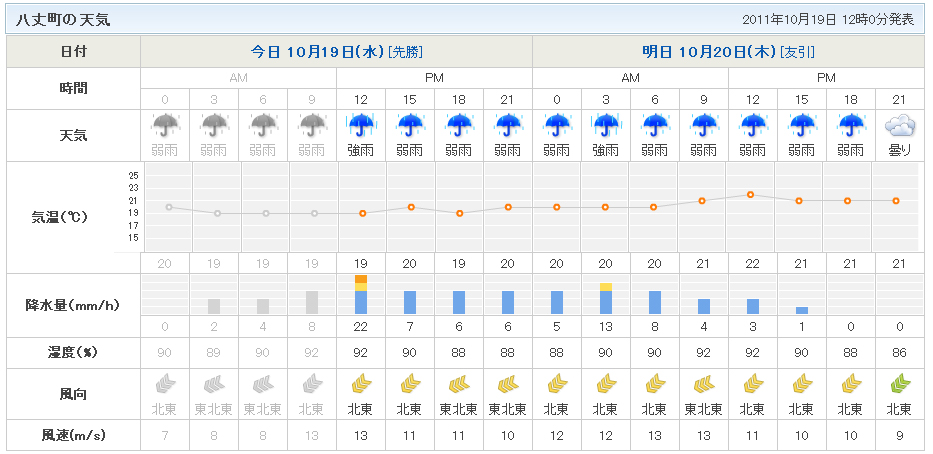 八丈町の天気 2011年10月19日 12時0分発表
日付 今日 10月19日(水) [先勝] 明日 10月20日(木) [友引]
時間 AM PM AM PM
0 3 6 9 12 15 18 21 0 3 6 9 12 15 18 21
天気 弱雨 弱雨 弱雨 弱雨 強雨 弱雨 弱雨 弱雨 弱雨 強雨 弱雨 弱雨 弱雨 弱雨 弱雨 曇り
気温(℃)
25
23
21
19
17
15
20 19 19 19 19 20 19 20 20 20 20 21 22 21 21 21
降水量(mm/h)
0 2 4 8 22 7 6 6 5 13 8 4 3 1 0 0
湿度(%) 90 89 90 92 92 90 88 88 88 90 90 92 92 90 88 86
風向 北東 東北東 東北東 北東 北東 北東 東北東 東北東 北東 北東 北東 東北東 北東 北東 北東 北東
風速(m/s) 7 8 8 13 13 11 11 10 12 12 13 13 11 10 10 9